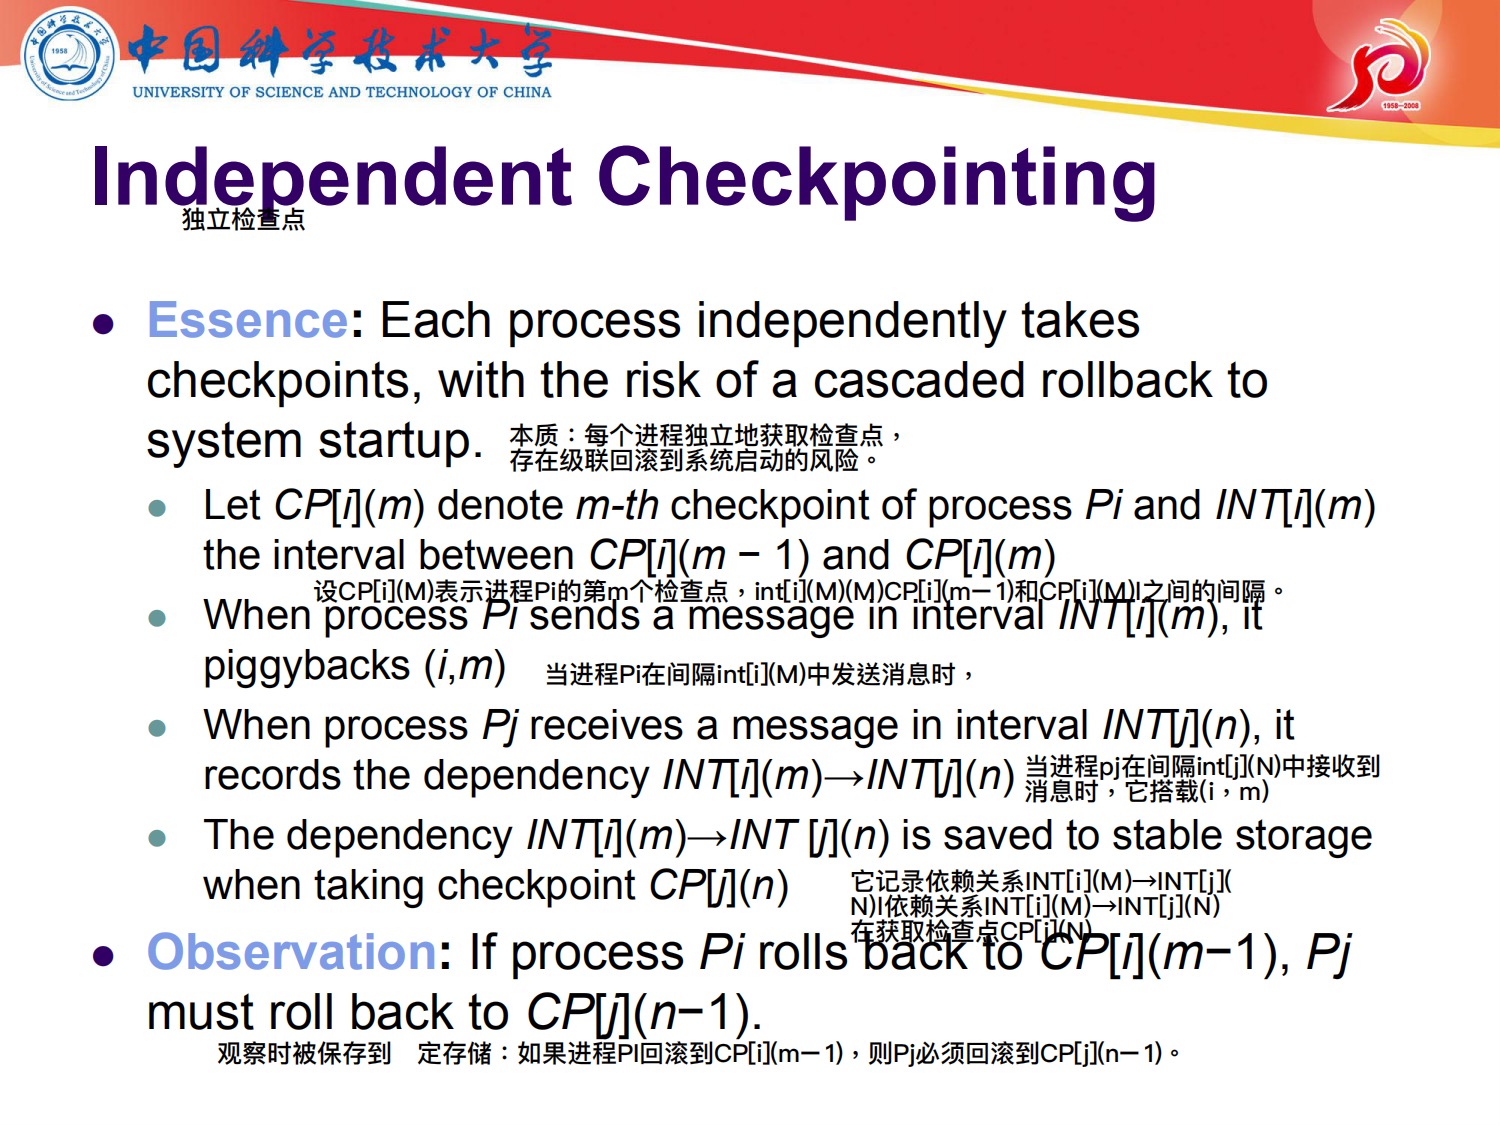 中国科学技术大学
UNIVERSITY OF SCIENCE AND TECHNOLOGY OF CHINA
1958
1958-2008
Independent Checkpointing
独立检查点
Essence: Each process independently takes
checkpoints, with the risk of a cascaded rollback to
system startup.
本质：每个进程独立地获取检查点，
存在级联回滚到系统启动的风险。
Let CP[i](m) denote m-th checkpoint of process Pi and INT[i](m)
the interval between CP[i](m − 1) and CP[i](m)
设CP[i](M)表示进程Pi的第m个检查点，int[i](M)(M)CP[i](m－1)和CP[i](M)I之间的间隔。
When process Pi sends a message in interval INT[i](m), it
piggybacks (i,m)
当进程Pi在间隔int[i](M)中发送消息时，
When process Pj receives a message in interval INT[j](n), it
records the dependency INT[i](m)→INT[j](n)
当进程pj在间隔int[j](N)中接收到
消息时，它搭载(i，m)
The dependency INT[i](m)→INT [j](n) is saved to stable storage
when taking checkpoint CP[j](n)
它记录依赖关系INT[i](M)→INT[j](
N)I依赖关系INT[i](M)→INT[j](N)
在获取检查点CP[j](N)
Observation: If process Pi rolls back to CP[i](m−1), Pj
must roll back to CP[j](n−1).
观察时被保存到 定存储：如果进程PI回滚到CP[i](m－1)，则Pj必须回滚到CP[j](n－1)。